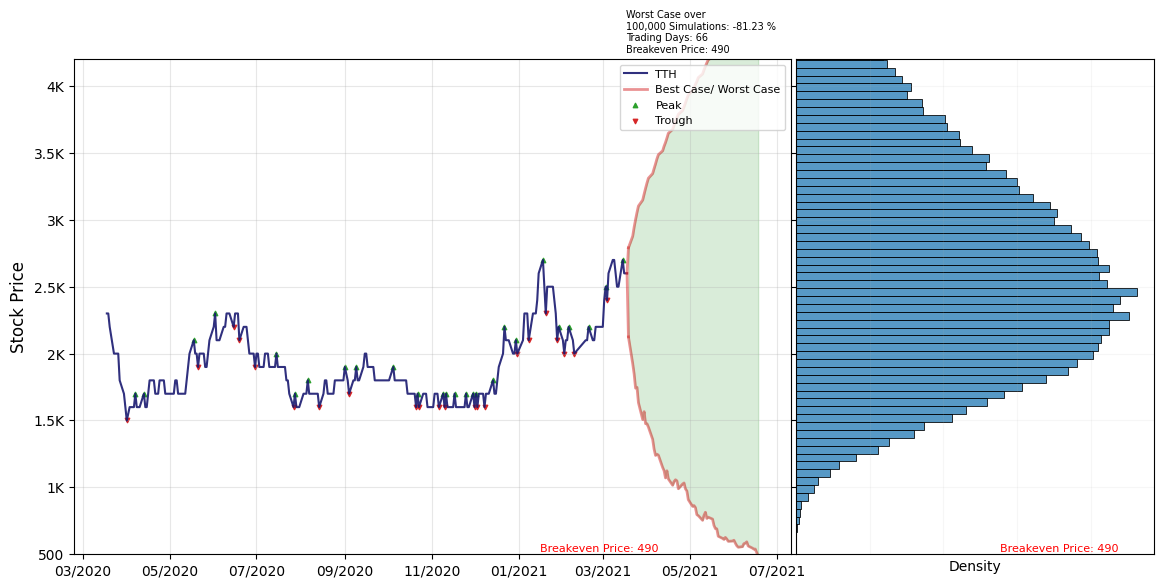 Worst Case over
100,000 Simulations: -81.23 %
Trading Days: 66
Breakeven Price: 490
TTH
Best Case/ Worst Case
Peak
Trough
4K
3.5K
3K
2.5K
2K
1.5K
1K
500
Stock Price
Breakeven Price: 490
Breakeven Price: 490
03/2020 05/2020 07/2020 09/2020 11/2020 01/2021 03/2021 05/2021 07/2021
Density